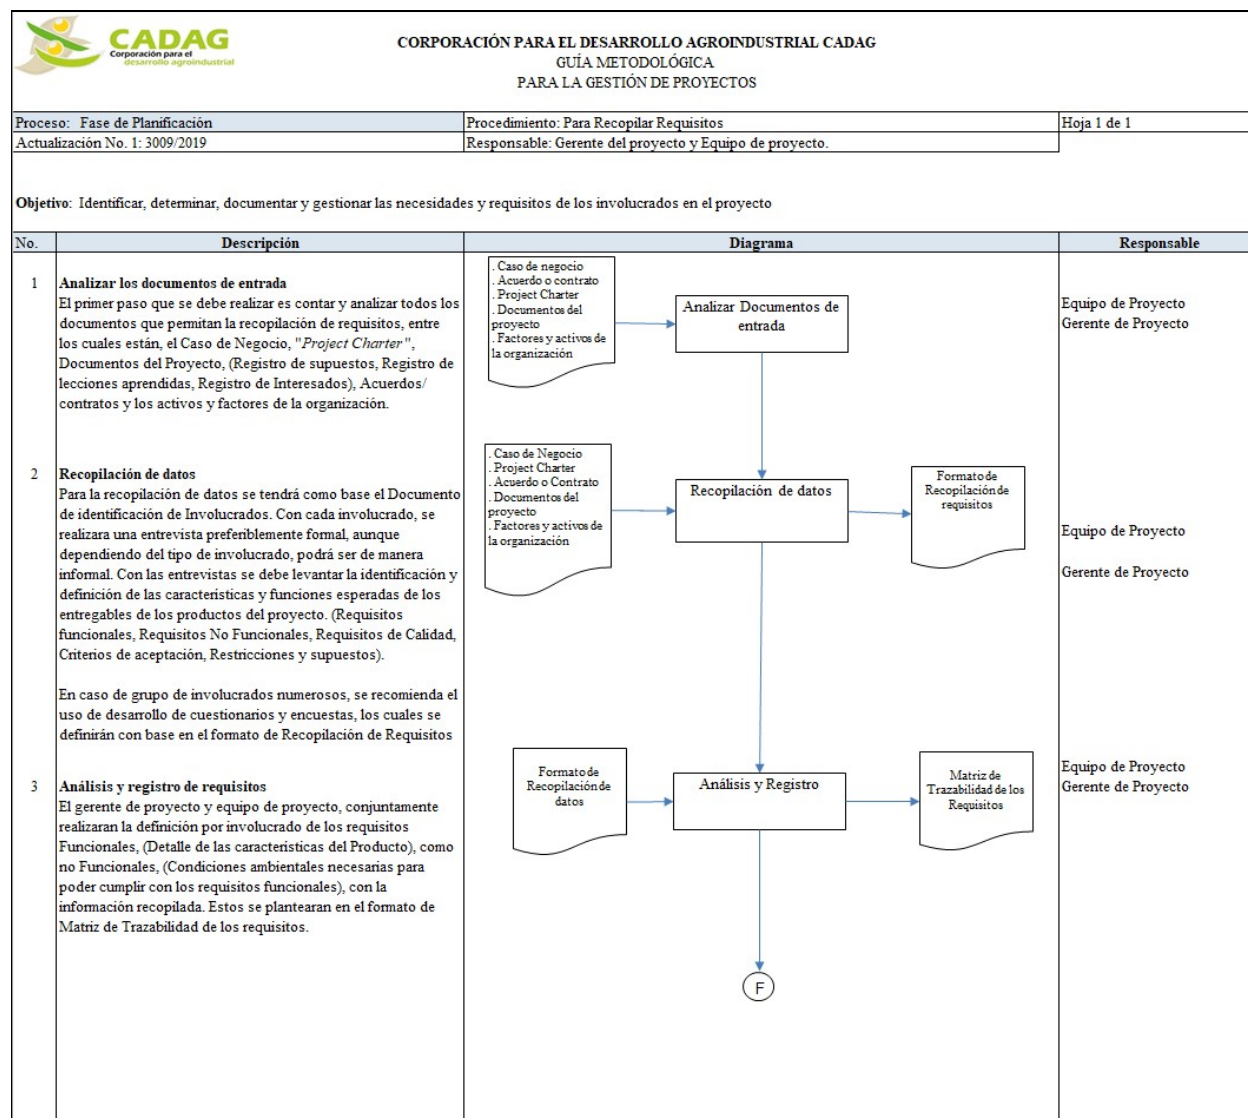 CADAG
Corporación para el
desarrollo agroindustrial
CORPORACIÓN PARA EL DESARROLLO AGROINDUSTRIAL CADAG
GUÍA METODOLÓGICA
PARA LA GESTIÓN DE PROYECTOS
Proceso: Fase de Planificación
Procedimiento: Para Recopilar Requisitos
Hoja 1 de 1
Actualización No. 1: 3009/2019
Responsable: Gerente del proyecto y Equipo de proyecto.
Objetivo: Identificar, determinar, documentar y gestionar las necesidades y requisitos de los involucrados en el proyecto
No.
Descripción
Diagrama
Responsable
1
Analizar los documentos de entrada
El primer paso que se debe realizar es contar y analizar todos los
documentos que permitan la recopilación de requisitos, entre
los cuales están, el Caso de Negocio, "Project Charter",
Documentos del Proyecto, (Registro de supuestos, Registro de
lecciones aprendidas, Registro de Interesados), Acuerdos/
contratos y los activos y factores de la organización.
. Caso de negocio
. Acuerdo o contrato
. Project Charter
. Documentos del
proyecto
. Factores y activos de
la organización
Analizar Documentos de
entrada
Equipo de Proyecto
Gerente de Proyecto
2
Recopilación de datos
Para la recopilación de datos se tendrá como base el Documento
de identificación de Involucrados. Con cada involucrado, se
realizara una entrevista preferiblemente formal, aunque
dependiendo del tipo de involucrado, podrá ser de manera
informal. Con las entrevistas se debe levantar la identificación y
definición de las características y funciones esperadas de los
entregables de los productos del proyecto. (Requisitos
funcionales, Requisitos No Funcionales, Requisitos de Calidad,
Criterios de aceptación, Restricciones y supuestos).
En caso de grupo de involucrados numerosos, se recomienda el
uso de desarrollo de cuestionarios y encuestas, los cuales se
definirán con base en el formato de Recopilación de Requisitos
. Caso de Negocio
. Project Charter
. Acuerdo o Contrato
. Documentos del
proyecto
. Factores y activos de
la organización
Recopilación de datos
Formato de
Recopilación de
requisitos
Equipo de Proyecto
Gerente de Proyecto
3
Análisis y registro de requisitos
El gerente de proyecto y equipo de proyecto, conjuntamente
realizaran la definición por involucrado de los requisitos
Funcionales, (Detalle de las características del Producto), como
no Funcionales, (Condiciones ambientales necesarias para
poder cumplir con los requisitos funcionales), con la
información recopilada. Estos se plantearan en el formato de
Matriz de Trazabilidad de los requisitos.
Formato de
Recopilación de
datos
Análisis y Registro
Matriz de
Trazabilidad de los
Requisitos
Equipo de Proyecto
Gerente de Proyecto
F